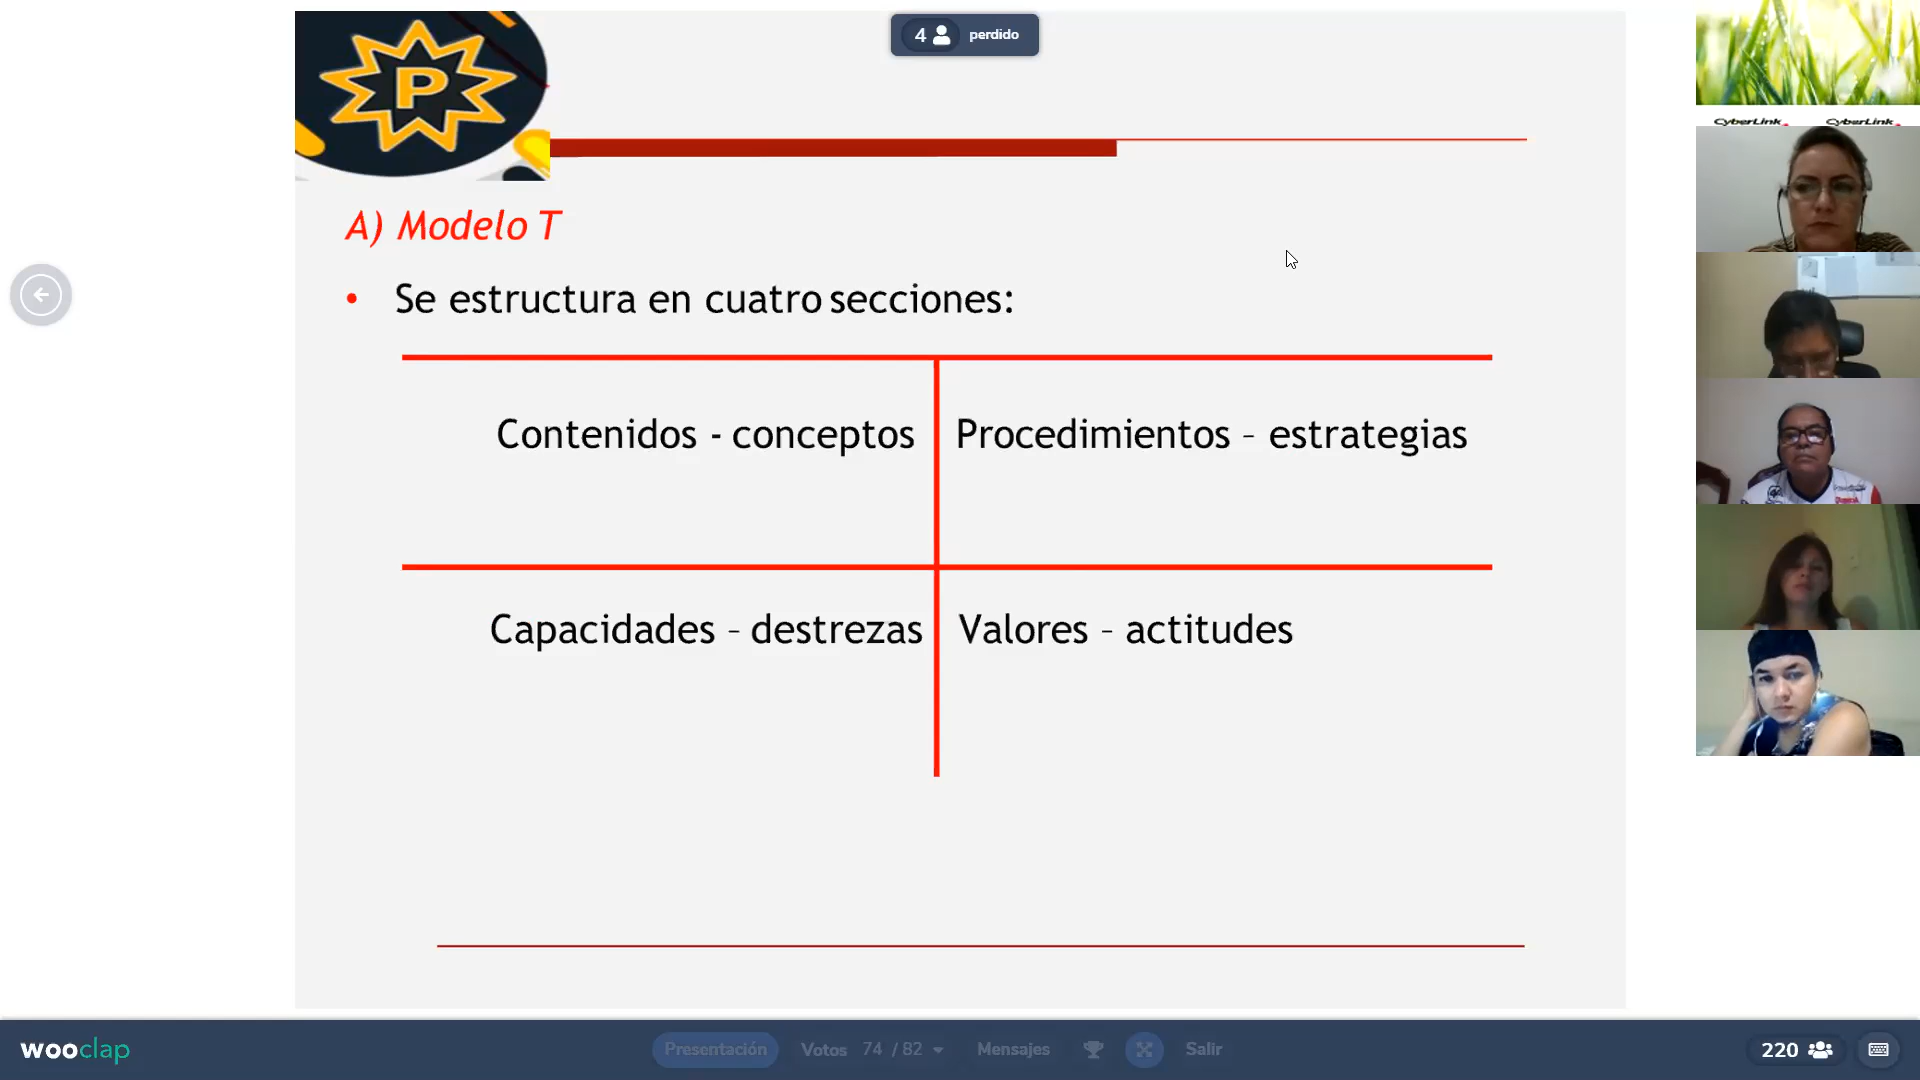 4 perdido
P
CyberLink CyberLink
A) Modelo T
• Se estructura en cuatro secciones:
Contenidos - conceptos Procedimientos – estrategias
Capacidades – destrezas Valores – actitudes
wooclap Presentación Votos 74 / 82 Mensajes Salir 220